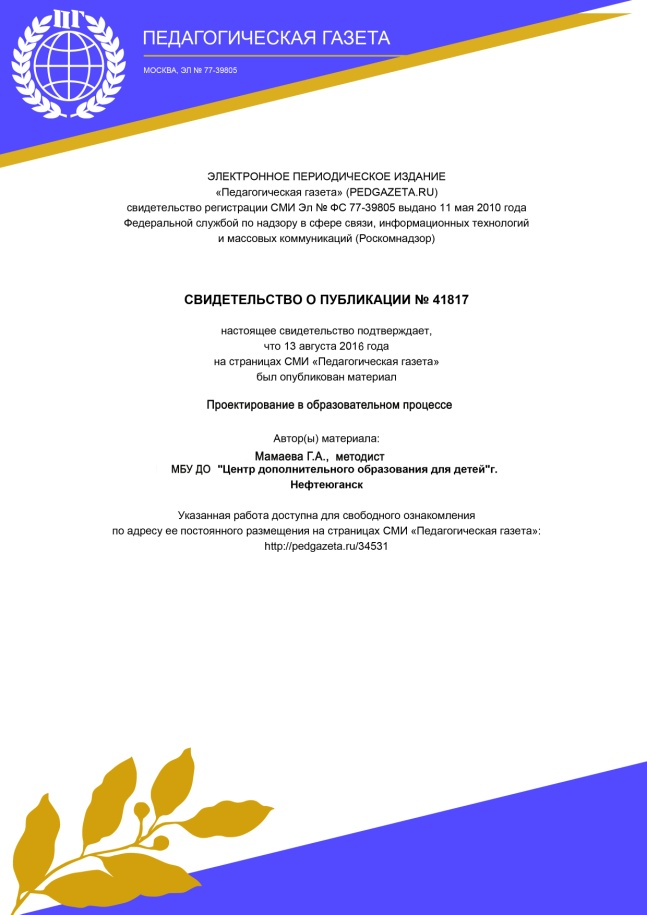 ПГ
ПЕДАГОГИЧЕСКАЯ ГАЗЕТА
МОСКВА, ЭЛ № 77-39805
ЭЛЕКТРОННОЕ ПЕРИОДИЧЕСКОЕ ИЗДАНИЕ
«Педагогическая газета» (PEDGAZETA.RU)
свидетельство регистрации СМИ Эл № ФС 77-39805 выдано 11 мая 2010 года
Федеральной службой по надзору в сфере связи, информационных технологий
и массовых коммуникаций (Роскомнадзор)
СВИДЕТЕЛЬСТВО О ПУБЛИКАЦИИ № 41817
настоящее свидетельство подтверждает,
что 13 августа 2016 года
на страницах СМИ «Педагогическая газета»
был опубликован материал
Проектирование в образовательном процессе
Автор(ы) материала:
Мамаева Г.А., методист
МБУ ДО "Центр дополнительного образования для детей"г.
Нефтеюганск
Указанная работа доступна для свободного ознакомления
по адресу ее постоянного размещения на страницах СМИ «Педагогическая газета»:
http://pedgazeta.ru/34531